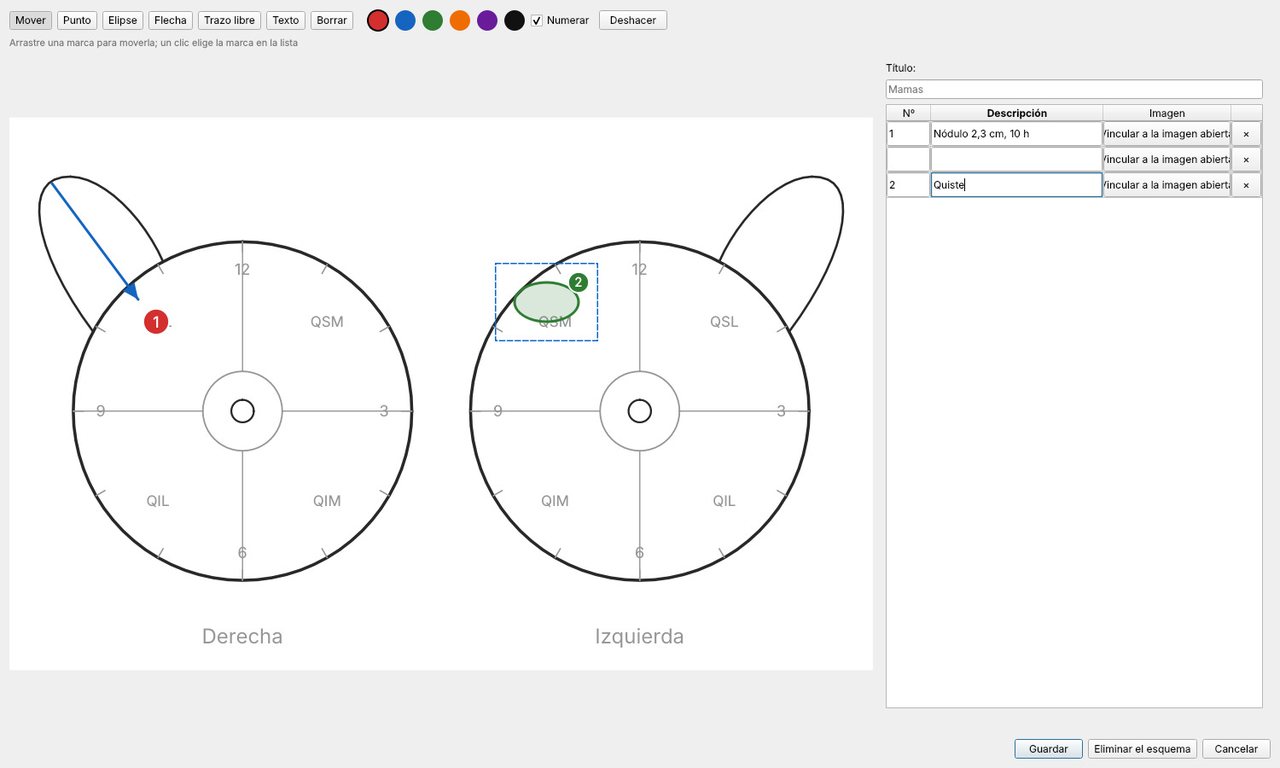 Mover Punto Elipse Flecha Trazo libre Texto Borrar Numerar Deshacer
Arrastre una marca para moverla; un clic elige la marca en la lista
Título:
Mamas
Nº Descripción Imagen
1 Nódulo 2,3 cm, 10 h Vincular a la imagen abierta ×
Vincular a la imagen abierta ×
2 Quiste Vincular a la imagen abierta ×
12 12
2
1 QSM QSM QSL
9 3 9 3
QIL QIM QIM QIL
6 6
Derecha Izquierda
Guardar Eliminar el esquema Cancelar